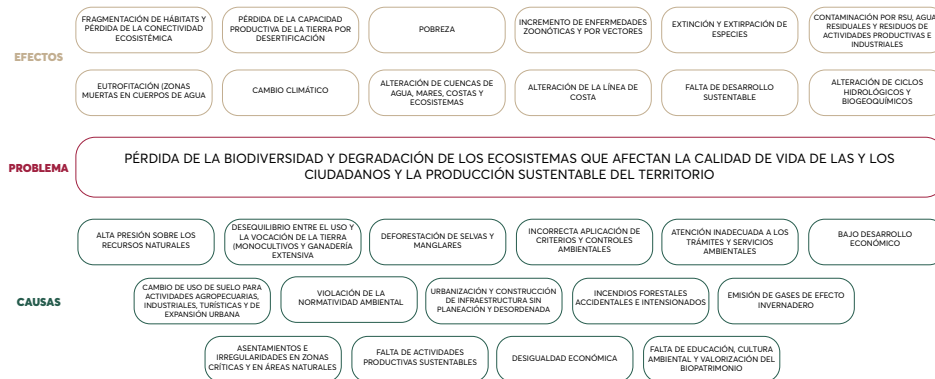 EFECTOS
FRAGMENTACIÓN DE HÁBITATS Y
PÉRDIDA DE LA CONECTIVIDAD
ECOSISTÉMICA
PÉRDIDA DE LA CAPACIDAD
PRODUCTIVA DE LA TIERRA POR
DESERTIFICACIÓN
POBREZA
INCREMENTO DE ENFERMEDADES
ZOONÓTICAS Y POR VECTORES
EXTINCIÓN Y EXTIRPACIÓN DE
ESPECIES
CONTAMINACIÓN POR RSU, AGUA
RESIDUALES Y RESIDUOS DE
ACTIVIDADES PRODUCTIVAS E
INDUSTRIALES
EUTROFITACIÓN (ZONAS
MUERTAS EN CUERPOS DE AGUA
CAMBIO CLIMÁTICO
ALTERACIÓN DE CUENCAS DE
AGUA, MARES, COSTAS Y
ECOSISTEMAS
ALTERACIÓN DE LA LÍNEA DE
COSTA
FALTA DE DESARROLLO
SUSTENTABLE
ALTERACIÓN DE CICLOS
HIDROLÓGICOS Y
BIOGEOQUÍMICOS
PROBLEMA
PÉRDIDA DE LA BIODIVERSIDAD Y DEGRADACIÓN DE LOS ECOSISTEMAS QUE AFECTAN LA CALIDAD DE VIDA DE LAS Y LOS
CIUDADANOS Y LA PRODUCCIÓN SUSTENTABLE DEL TERRITORIO
CAUSAS
ALTA PRESIÓN SOBRE LOS
RECURSOS NATURALES
DESEQUILIBRIO ENTRE EL USO Y
LA VOCACIÓN DE LA TIERRA
(MONOCULTIVOS Y GANADERÍA
EXTENSIVA
DEFORESTACIÓN DE SELVAS Y
MANGLARES
INCORRECTA APLICACIÓN DE
CRITERIOS Y CONTROLES
AMBIENTALES
ATENCIÓN INADECUADA A LOS
TRÁMITES Y SERVICIOS
AMBIENTALES
BAJO DESARROLLO
ECONÓMICO
CAMBIO DE USO DE SUELO PARA
ACTIVIDADES AGROPECUARIAS,
INDUSTRIALES, TURÍSTICAS Y DE
EXPANSIÓN URBANA
VIOLACIÓN DE LA
NORMATIVIDAD AMBIENTAL
URBANIZACIÓN Y CONSTRUCCIÓN
DE INFRAESTRUCTURA SIN
PLANEACIÓN Y DESORDENADA
INCENDIOS FORESTALES
ACCIDENTALES E INTENSIONADOS
EMISIÓN DE GASES DE EFECTO
INVERNADERO
ASENTAMIENTOS E
IRREGULARIDADES EN ZONAS
CRÍTICAS Y EN ÁREAS NATURALES
FALTA DE ACTIVIDADES
PRODUCTIVAS SUSTENTABLES
DESIGUALDAD ECONÓMICA
FALTA DE EDUCACIÓN, CULTURA
AMBIENTAL Y VALORIZACIÓN DEL
BIOPATRIMONIO